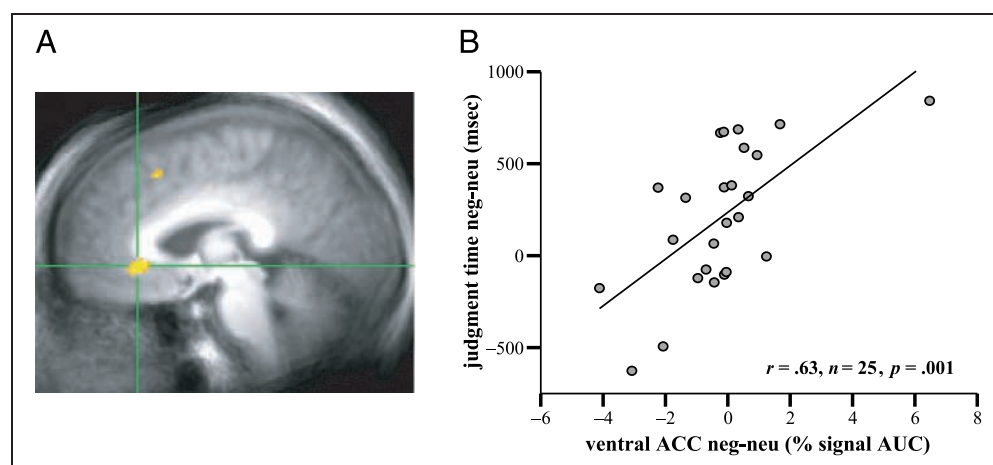 A
B
1000
500
0
–500
judgment time neg-neu (msec)
r = .63, n = 25, p = .001
–6 –4 –2 0 2 4 6 8
ventral ACC neg-neu (% signal AUC)